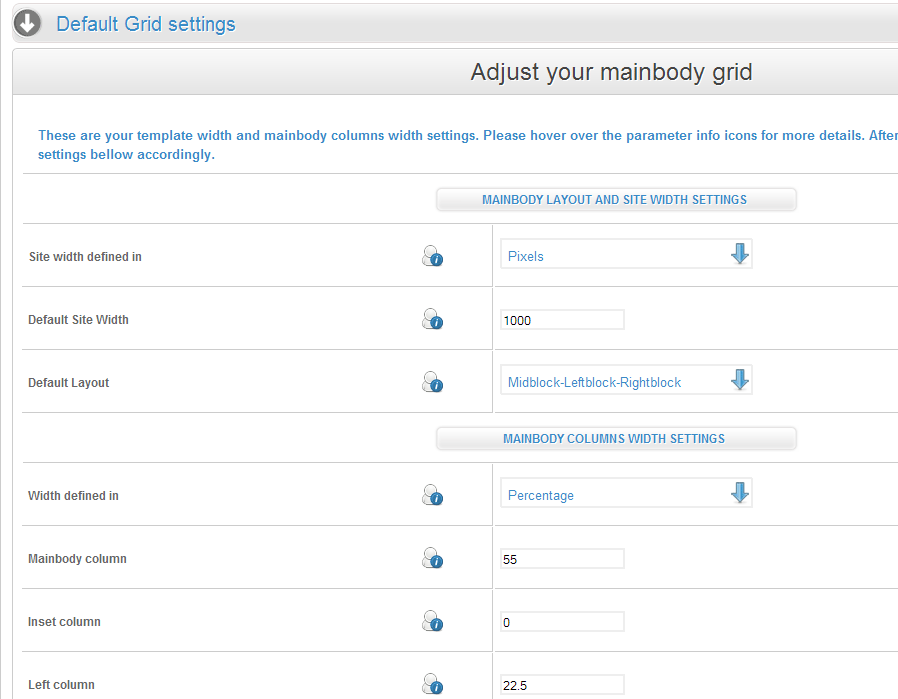 Default Grid settings
Adjust your mainbody grid
These are your template width and mainbody columns width settings. Please hover over the parameter info icons for more details. After
settings bellow accordingly.
MAINBODY LAYOUT AND SITE WIDTH SETTINGS
Site width defined in Pixels
Default Site Width 1000
Default Layout Midblock-Leftblock-Rightblock
MAINBODY COLUMNS WIDTH SETTINGS
Width defined in Percentage
Mainbody column 55
Inset column 0
Left column 22.5